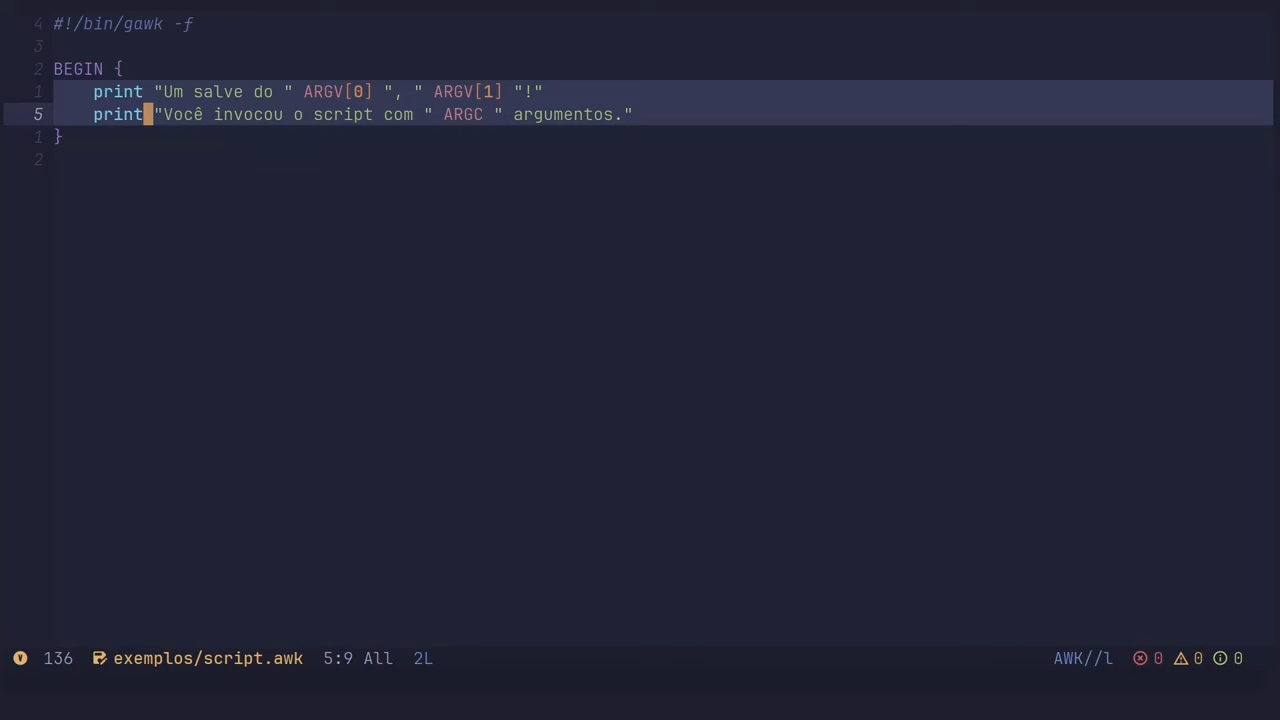 4 #!/bin/gawk -f
3
2 BEGIN {
1     print "Um salve do " ARGV[0] ", " ARGV[1] "!"
5     print "Você invocou o script com " ARGC " argumentos."
1 }
2
V 136 exemplos/script.awk 5:9 All 2L AWK//l 0 0 0